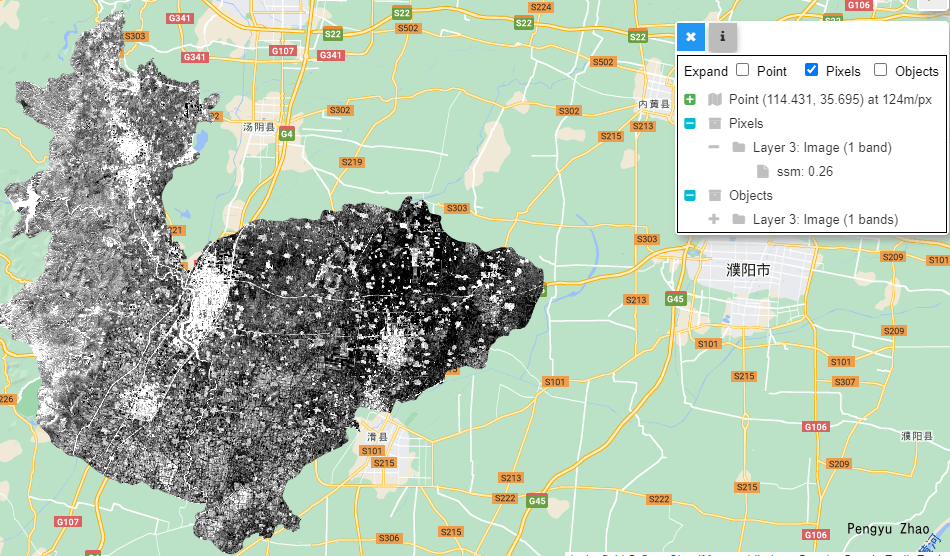 S224
G341
S22
S22
G106
S303
S502
S22
G107
G341
G341
S502
Expand Point Pixels Objects
Point (114.431, 35.695) at 124m/px
内黄县
S302
S302
S213
汤阴县
G4
S215
Pixels
Layer 3: Image (1 band)
S219
ssm: 0.26
Objects
S303
Layer 3: Image (1 bands)
S303
S209
S101
濮阳市
S213
G45
S209
S101
S101
S101
S215
S307
G106
滑县
濮阳县
S101
S215
S209
S213
S215
S222
G45
S222
G107
Pengyu Zhao
S306
S215
G106